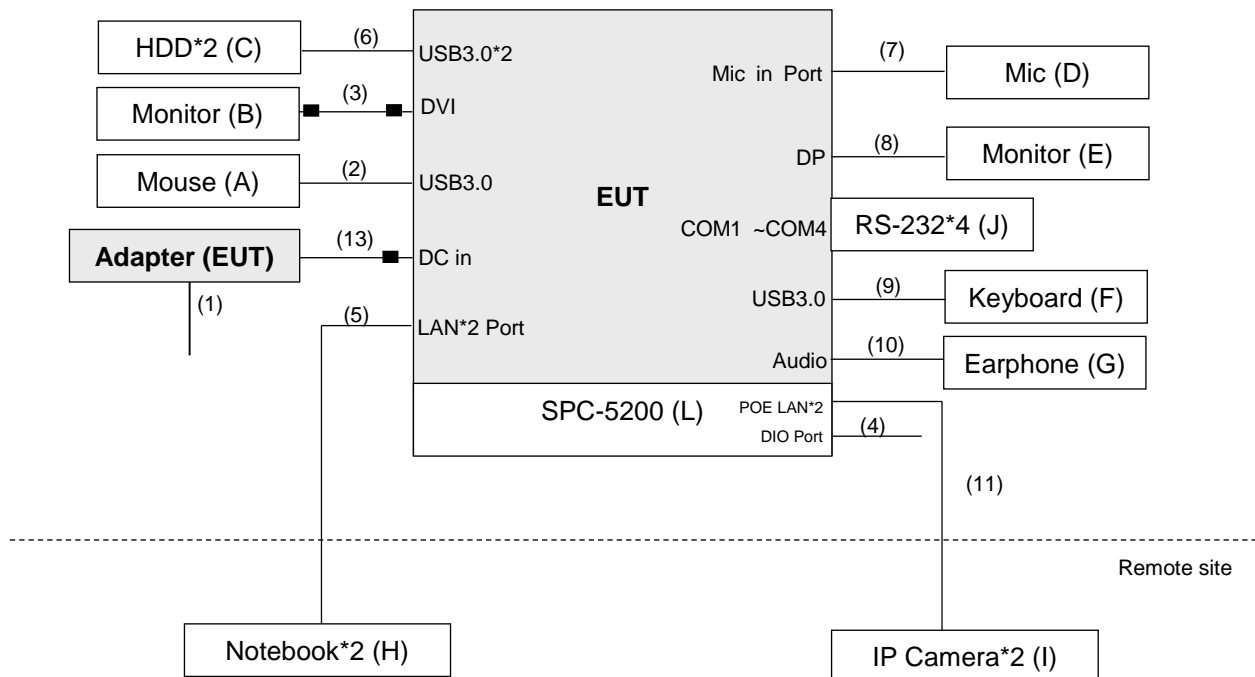 HDD*2 (C)
(6)
USB3.0*2
Mic in Port
(7)
Mic (D)
Monitor (B)
(3)
DVI
DP
(8)
Monitor (E)
Mouse (A)
(2)
USB3.0
EUT
COM1 ~COM4
RS-232*4 (J)
Adapter (EUT)
(13)
DC in
(1)
USB3.0
(9)
Keyboard (F)
(5)
LAN*2 Port
Audio
(10)
Earphone (G)
SPC-5200 (L)
POE LAN*2
DIO Port
(4)
(11)
Remote site
Notebook*2 (H)
IP Camera*2 (I)